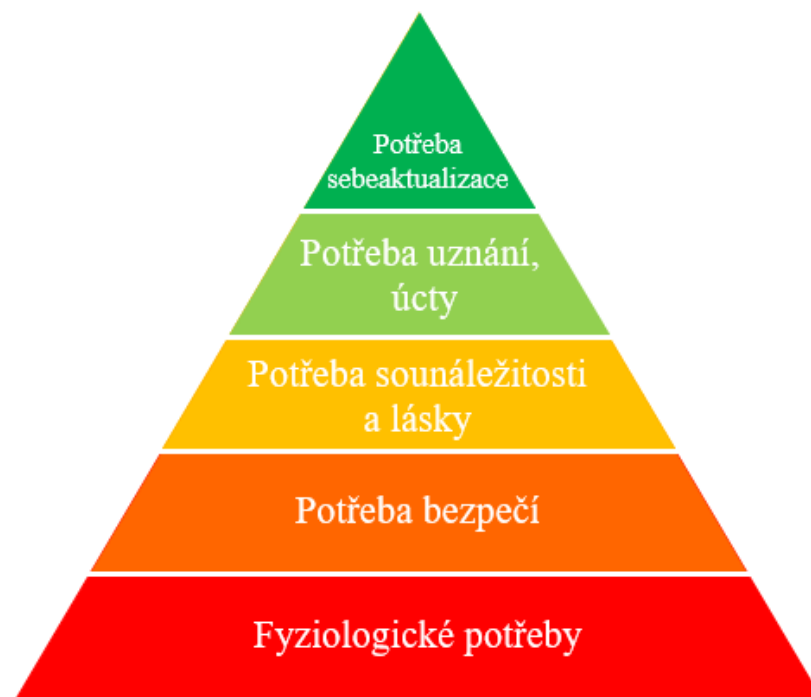 Potřeba
sebeaktualizace
Potřeba uznání,
úcty
Potřeba sounáležitosti
a lásky
Potřeba bezpečí
Fyziologické potřeby